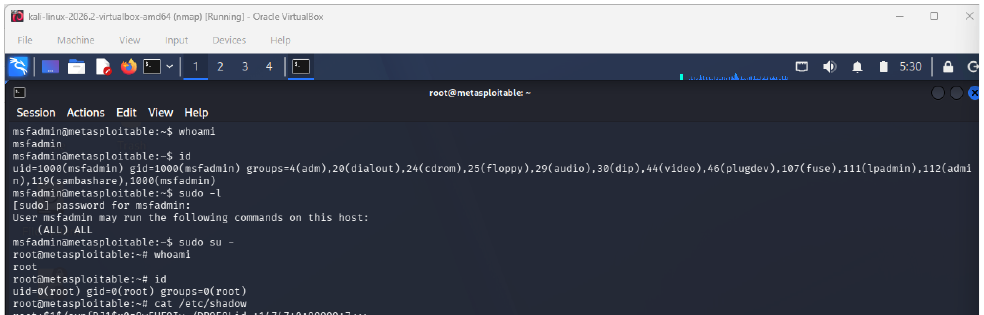 kali-linux-2026.2-virtualbox-amd64 (nmap) [Running] - Oracle VirtualBox
File Machine View Input Devices Help
1 2 3 4 5:30
root@metasploitable: ~
Session Actions Edit View Help
msfadmin@metasploitable:~$ whoami
msfadmin
msfadmin@metasploitable:~$ id
uid=1000(msfadmin) gid=1000(msfadmin) groups=4(adm),20(dialout),24(cdrom),25(floppy),29(audio),30(dip),44(video),46(plugdev),107(fuse),111(lpadmin),112(admi
n),119(sambashare),1000(msfadmin)
msfadmin@metasploitable:~$ sudo -l
[sudo] password for msfadmin:
User msfadmin may run the following commands on this host:
(ALL) ALL
msfadmin@metasploitable:~$ sudo su -
root@metasploitable:~# whoami
root
root@metasploitable:~# id
uid=0(root) gid=0(root) groups=0(root)
root@metasploitable:~# cat /etc/shadow